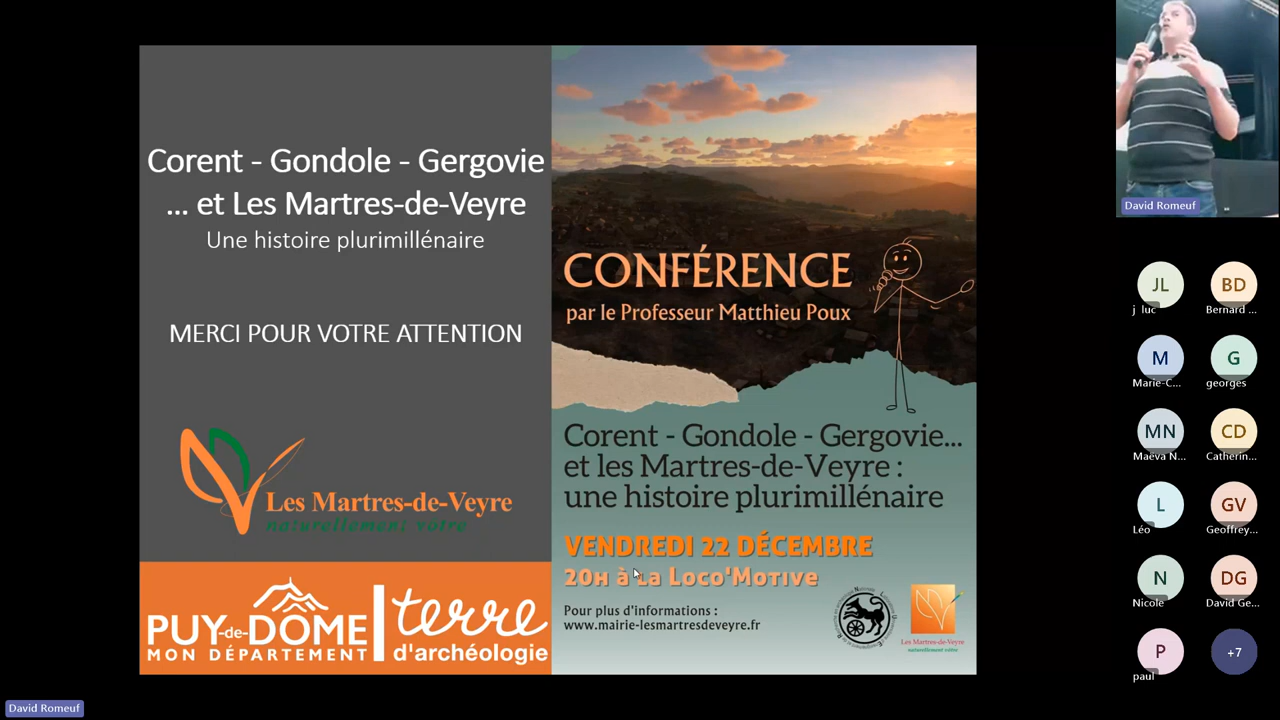 Corent - Gondole - Gergovie
... et Les Martres-de-Veyre
Une histoire plurimillénaire
MERCI POUR VOTRE ATTENTION
Les Martres-de-Veyre
naturellement vôtre
PUY-de-DÔME
MON DÉPARTEMENT
terre
d'archéologie
CONFÉRENCE
par le Professeur Matthieu Poux
Corent - Gondole - Gergovie...
et les Martres-de-Veyre :
une histoire plurimillénaire
VENDREDI 22 DÉCEMBRE
20H à La Loco'Motive
Pour plus d'informations :
www.mairie-lesmartresdeveyre.fr
Les Martres-de-Veyre
naturellement vôtre
David Romeuf
JL
j luc
BD
Bernard ...
M
Marie-C...
G
georges
MN
Maëva N...
CD
Catherin...
L
Léo
GV
Geoffrey...
N
Nicole
DG
David Ge...
P
paul
+7
David Romeuf